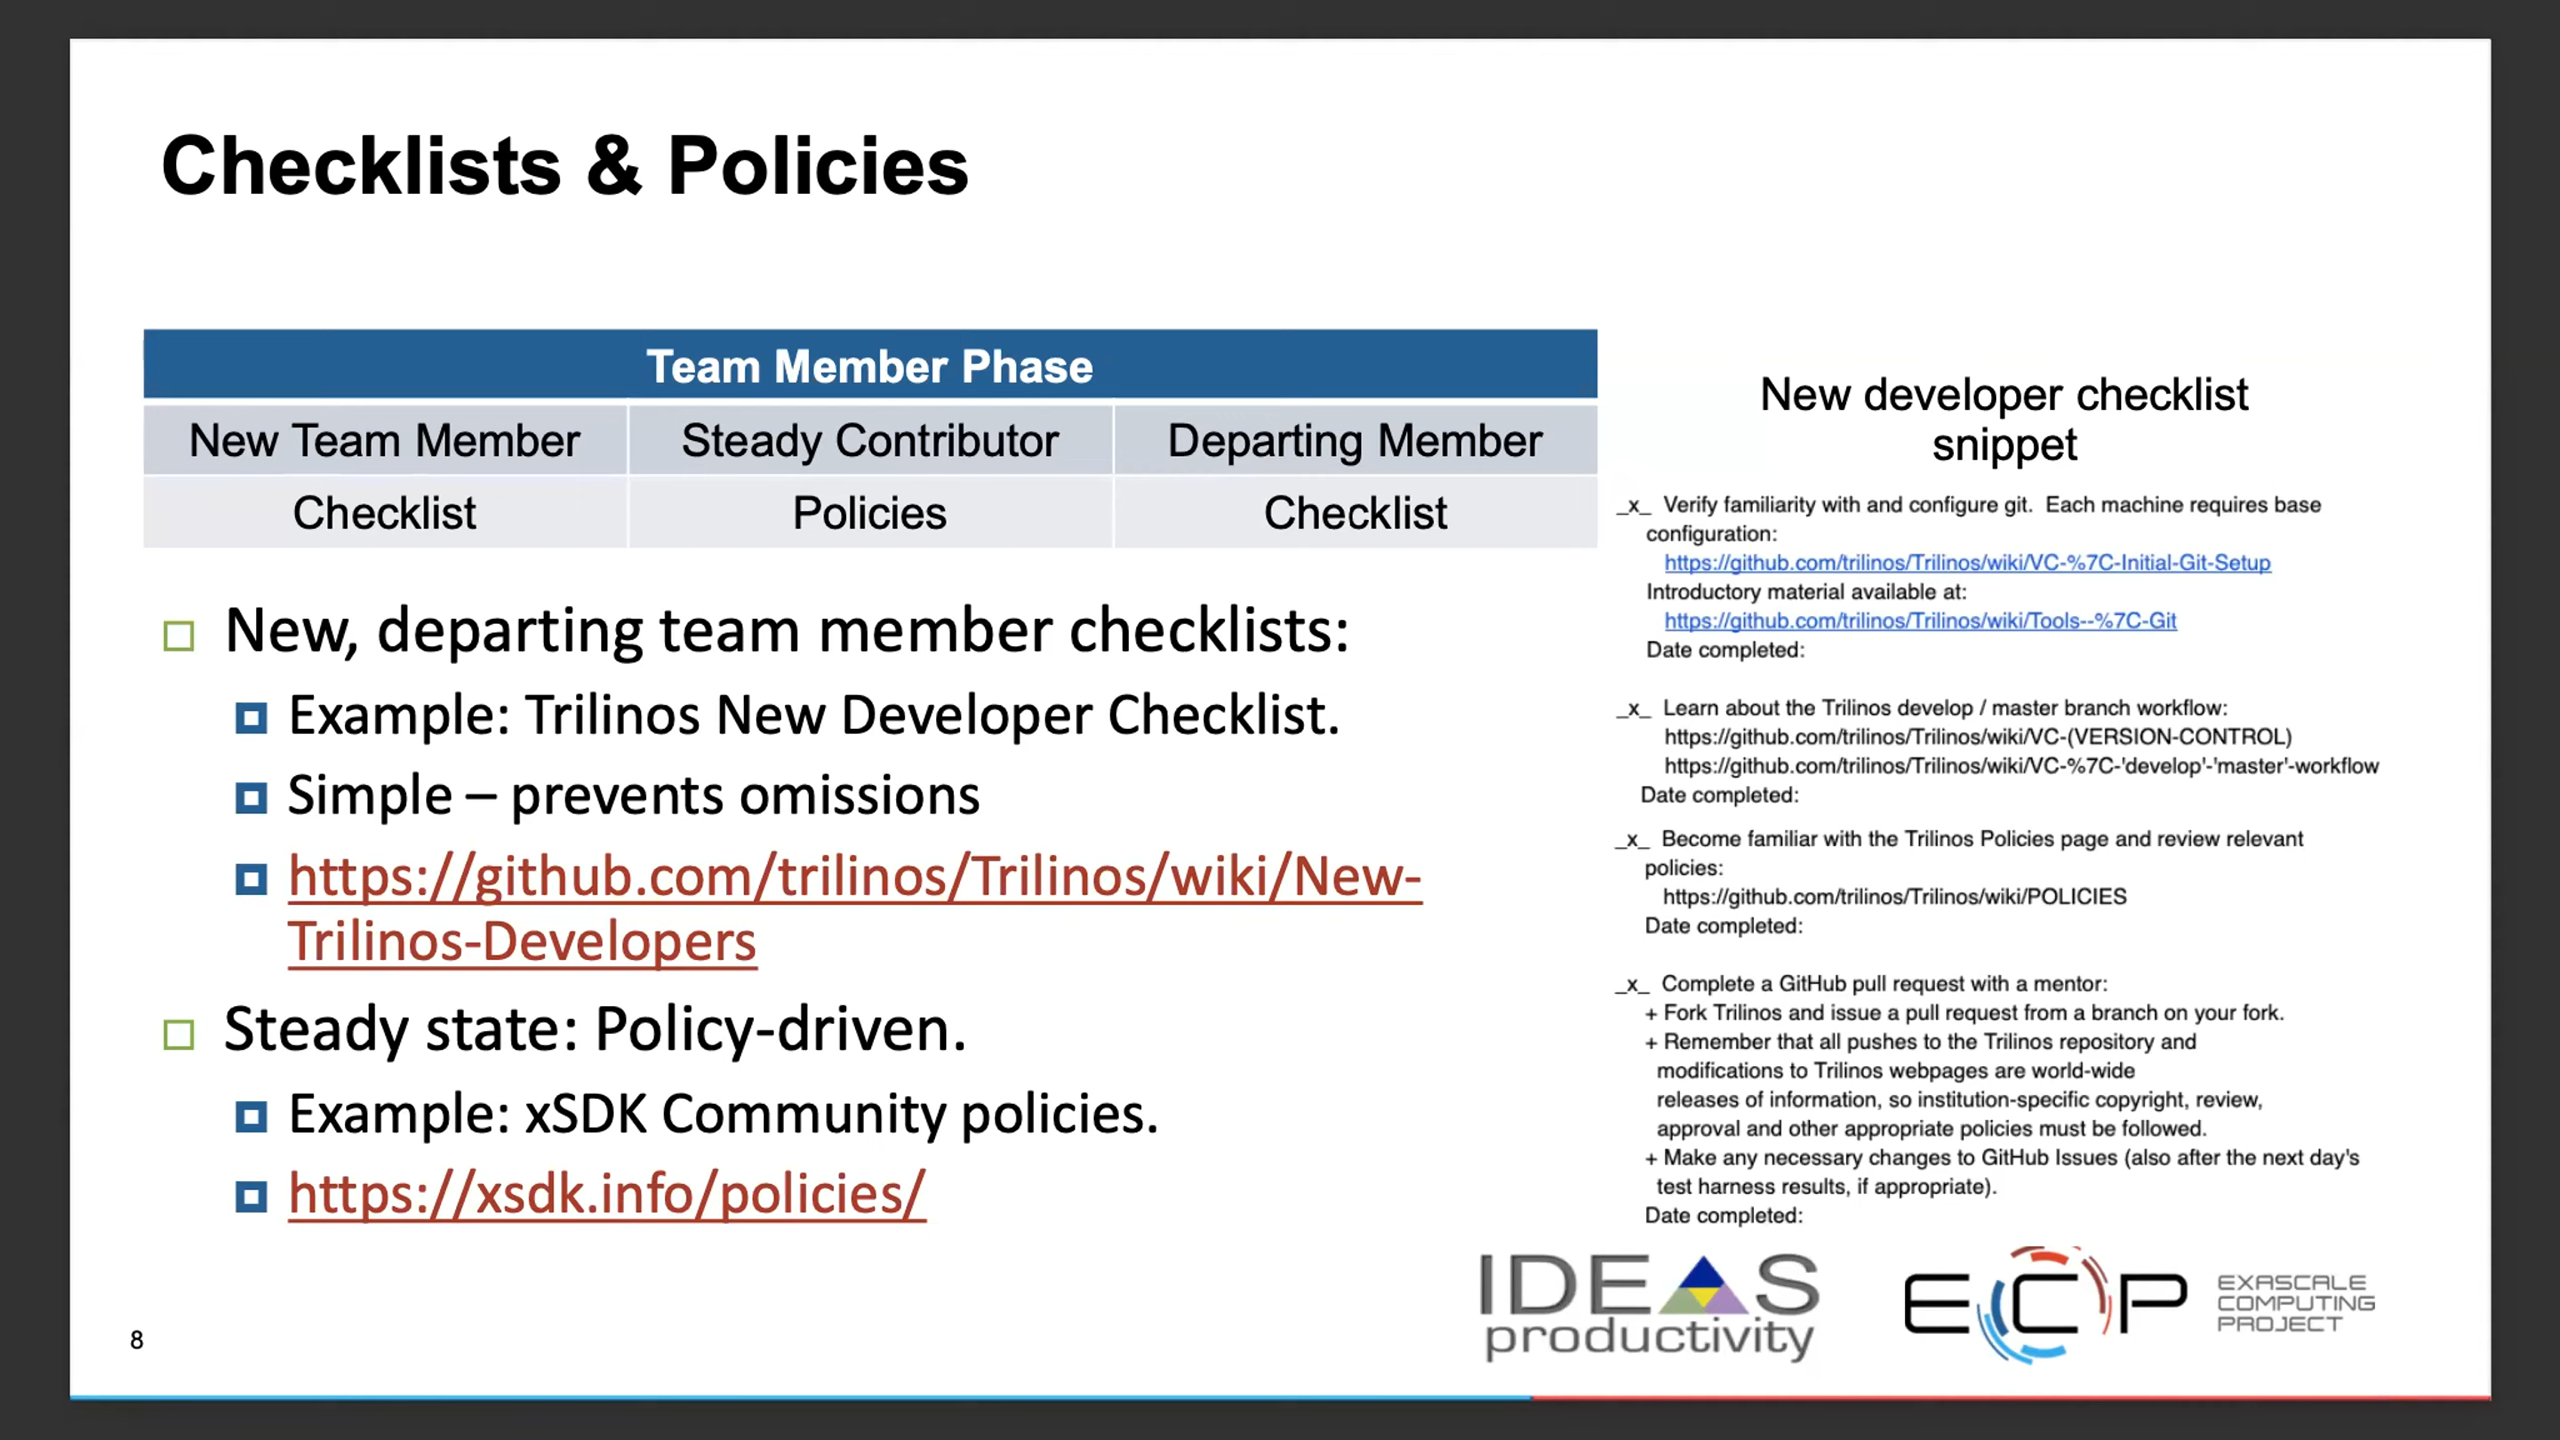 Checklists & Policies
Team Member Phase
New Team Member Steady Contributor Departing Member
Checklist Policies Checklist
New, departing team member checklists:
Example: Trilinos New Developer Checklist.
Simple – prevents omissions
https://github.com/trilinos/Trilinos/wiki/New-
Trilinos-Developers
Steady state: Policy-driven.
Example: xSDK Community policies.
https://xsdk.info/policies/
New developer checklist
snippet
_x_ Verify familiarity with and configure git. Each machine requires base
configuration:
https://github.com/trilinos/Trilinos/wiki/VC-%7C-Initial-Git-Setup
Introductory material available at:
https://github.com/trilinos/Trilinos/wiki/Tools--%7C-Git
Date completed:
_x_ Learn about the Trilinos develop / master branch workflow:
https://github.com/trilinos/Trilinos/wiki/VC-(VERSION-CONTROL)
https://github.com/trilinos/Trilinos/wiki/VC-%7C-'develop'-'master'-workflow
Date completed:
_x_ Become familiar with the Trilinos Policies page and review relevant
policies:
https://github.com/trilinos/Trilinos/wiki/POLICIES
Date completed:
_x_ Complete a GitHub pull request with a mentor:
+ Fork Trilinos and issue a pull request from a branch on your fork.
+ Remember that all pushes to the Trilinos repository and
modifications to Trilinos webpages are world-wide
releases of information, so institution-specific copyright, review,
approval and other appropriate policies must be followed.
+ Make any necessary changes to GitHub Issues (also after the next day's
test harness results, if appropriate).
Date completed:
IDEAS
productivity
ECP
EXASCALE
COMPUTING
PROJECT
8